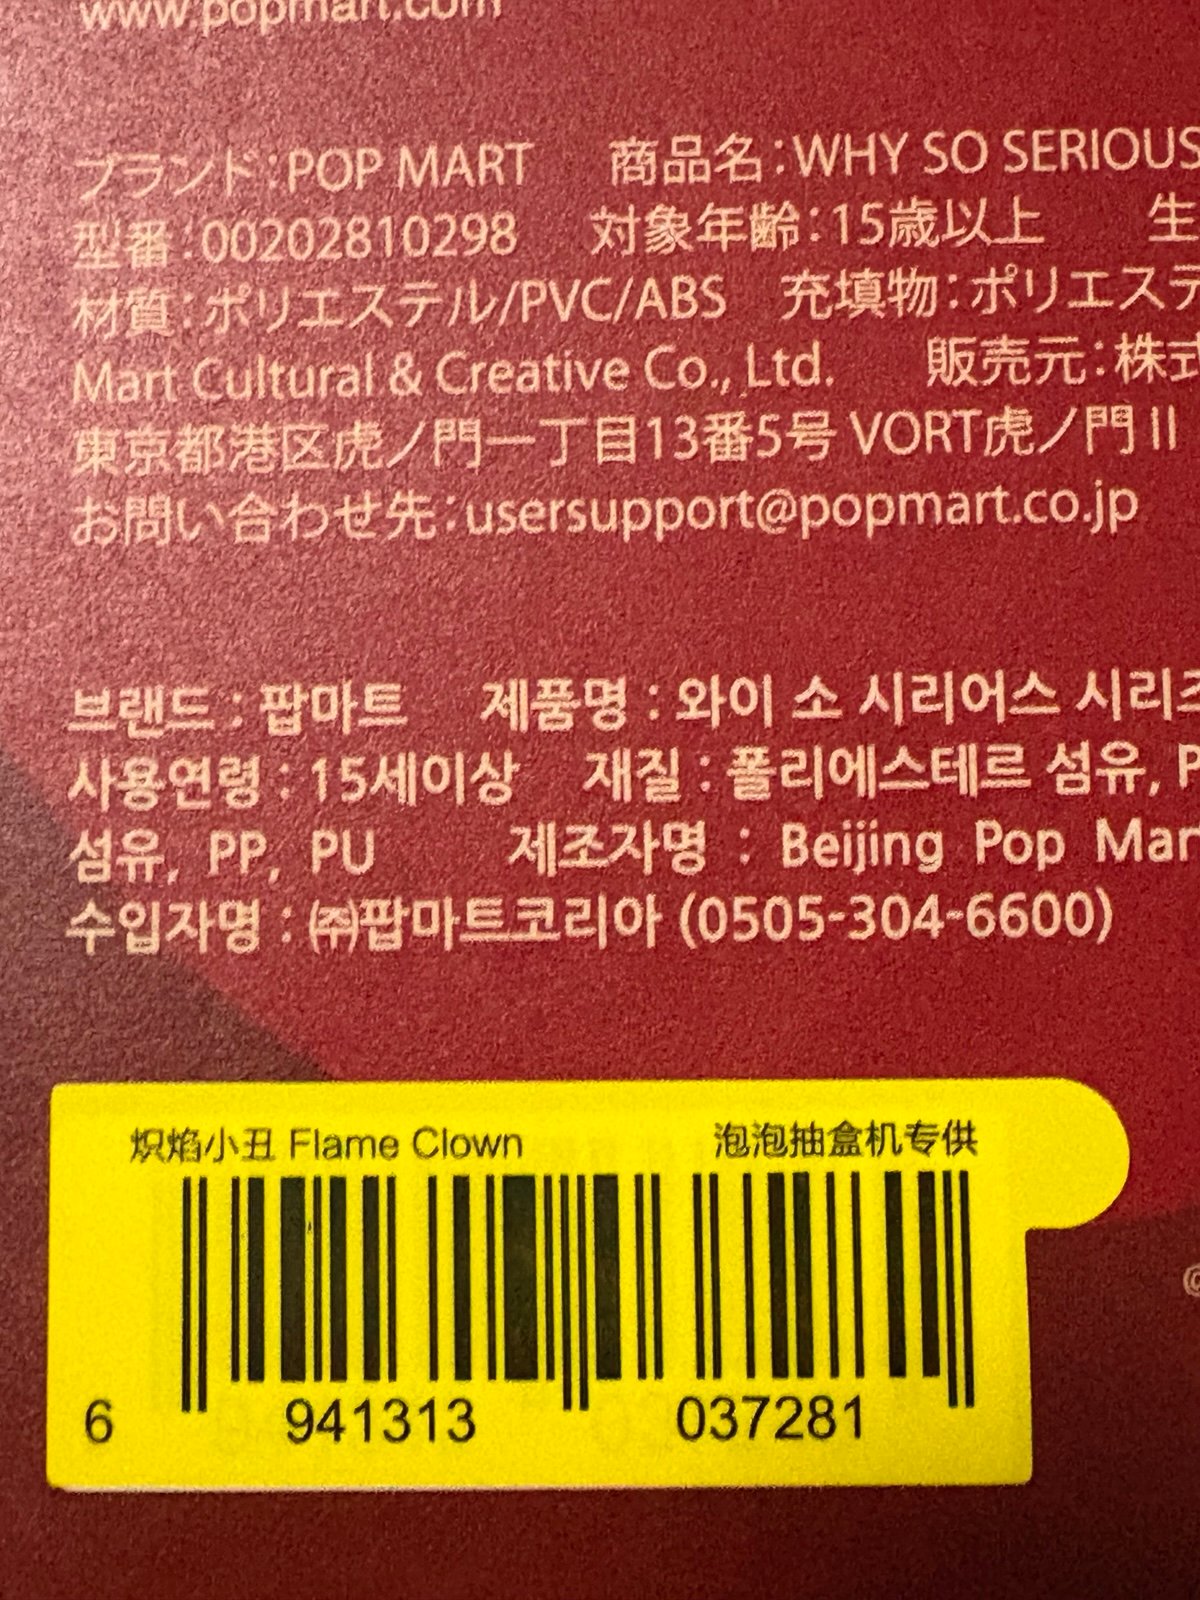 www.popmart.com
ブランド：POP MART 商品名：WHY SO SERIOUS
型番：00202810298 対象年齢：15歳以上 生
材質：ポリエステル/PVC/ABS 充填物：ポリエステ
Mart Cultural & Creative Co., Ltd. 販売元：株式
東京都港区虎ノ門一丁目13番5号 VORT虎ノ門II
お問い合わせ先：usersupport@popmart.co.jp
브랜드 : 팝마트 제품명 : 와이 소 시리어스 시리즈
사용연령 : 15세이상 재질 : 폴리에스테르 섬유, P
섬유, PP, PU 제조자명 : Beijing Pop Mar
수입자명 : ㈜팝마트코리아 (0505-304-6600)
炽焰小丑 Flame Clown 泡泡抽盒机专供
6 941313 037281